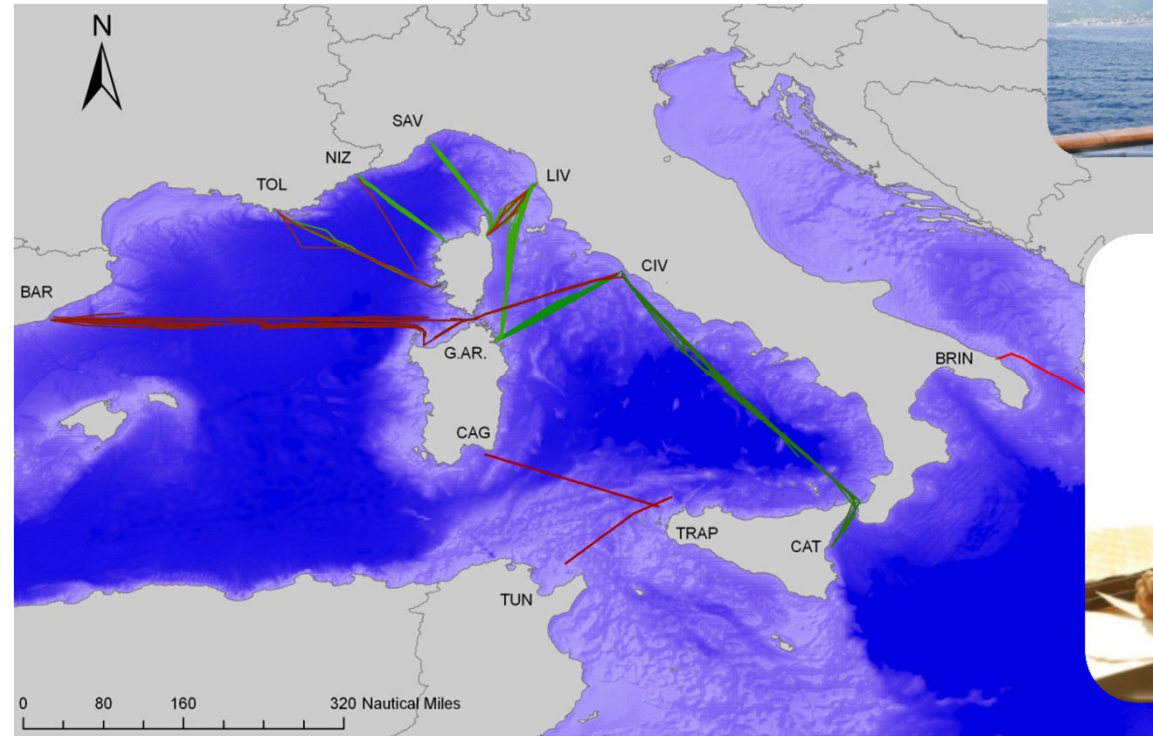 N
SAV
NIZ
TOL
LIV
BAR
CIV
G.AR.
BRIN
CAG
TRAP
CAT
TUN
0 80 160 320 Nautical Miles